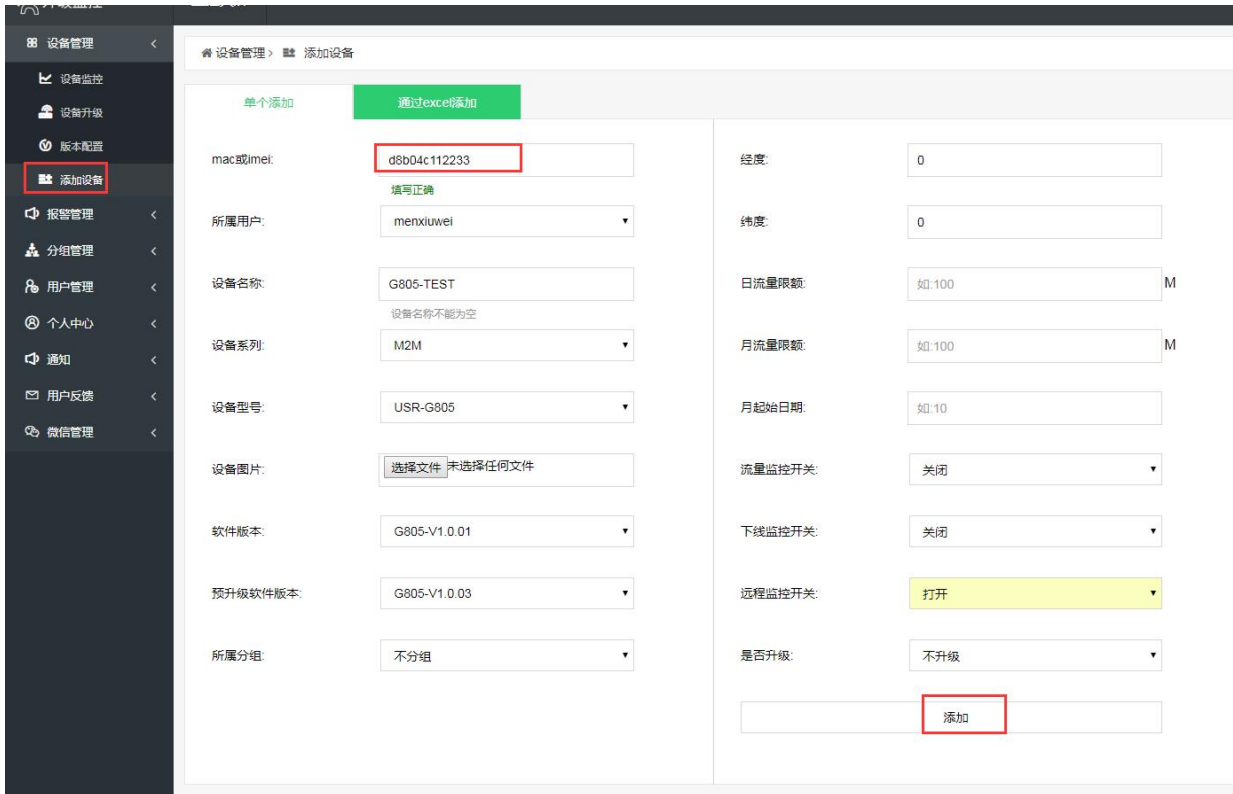 设备管理
设备监控
设备升级
版本配置
添加设备
报警管理
分组管理
用户管理
个人中心
通知
用户反馈
微信管理
设备管理> 添加设备
单个添加
通过excel添加
mac或imei:
d8b04c112233
填写正确
所属用户:
menxiuwei
设备名称:
G805-TEST
设备名称不能为空
设备系列:
M2M
设备型号:
USR-G805
设备图片:
选择文件 未选择任何文件
软件版本:
G805-V1.0.01
预升级软件版本:
G805-V1.0.03
所属分组:
不分组
经度:
0
纬度:
0
日流量限额:
如:100
M
月流量限额:
如:100
M
月起始日期:
如:10
流量监控开关:
关闭
下线监控开关:
关闭
远程监控开关:
打开
是否升级:
不升级
添加